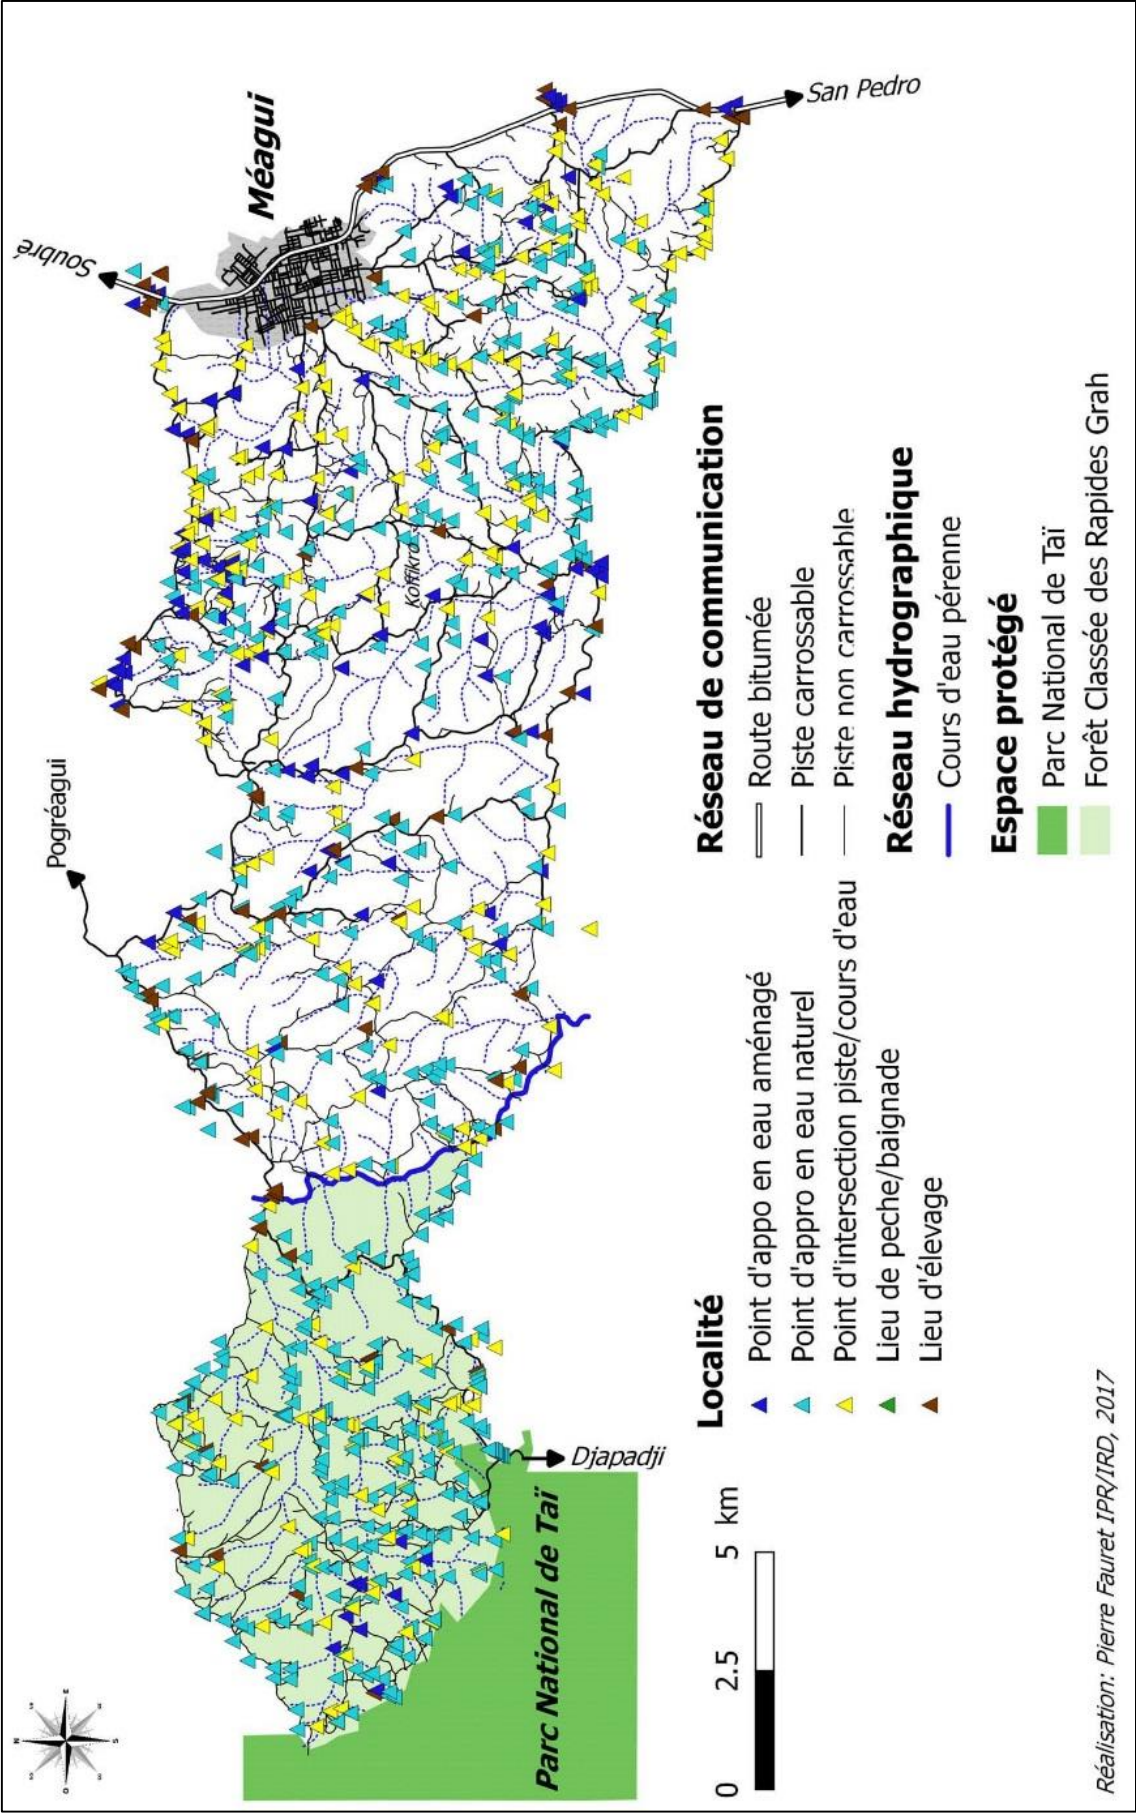 Soubré
Méagui
San Pedro
Pogréagui
Koffikro
Djapadji
Parc National de Taï
0 2.5 5 km
Localité
Point d'appo en eau aménagé
Point d'appro en eau naturel
Point d'intersection piste/cours d'eau
Lieu de peche/baignade
Lieu d'élevage
Réseau de communication
Route bitumée
Piste carrossable
Piste non carrossable
Réseau hydrographique
Cours d'eau pérenne
Espace protégé
Parc National de Taï
Forêt Classée des Rapides Grah
Réalisation: Pierre Fauret IPR/IRD, 2017
N
E
S
O